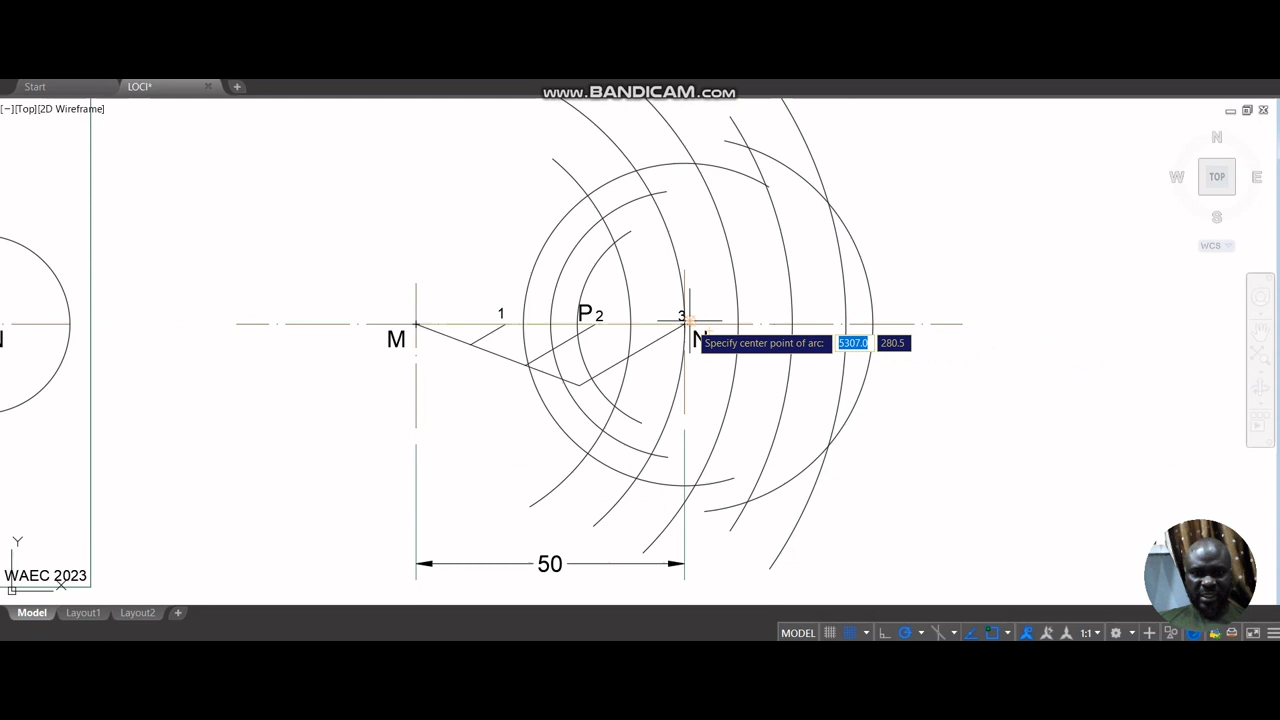 Start
LOCI*
WWW.BANDICAM.COM
[−][Top][2D Wireframe]
N
W
TOP
E
S
WCS
1
P
2
3
M
N
Specify center point of arc:
5307.0
280.5
N
50
Y
WAEC 2023
X
Model
Layout1
Layout2
MODEL
1:1